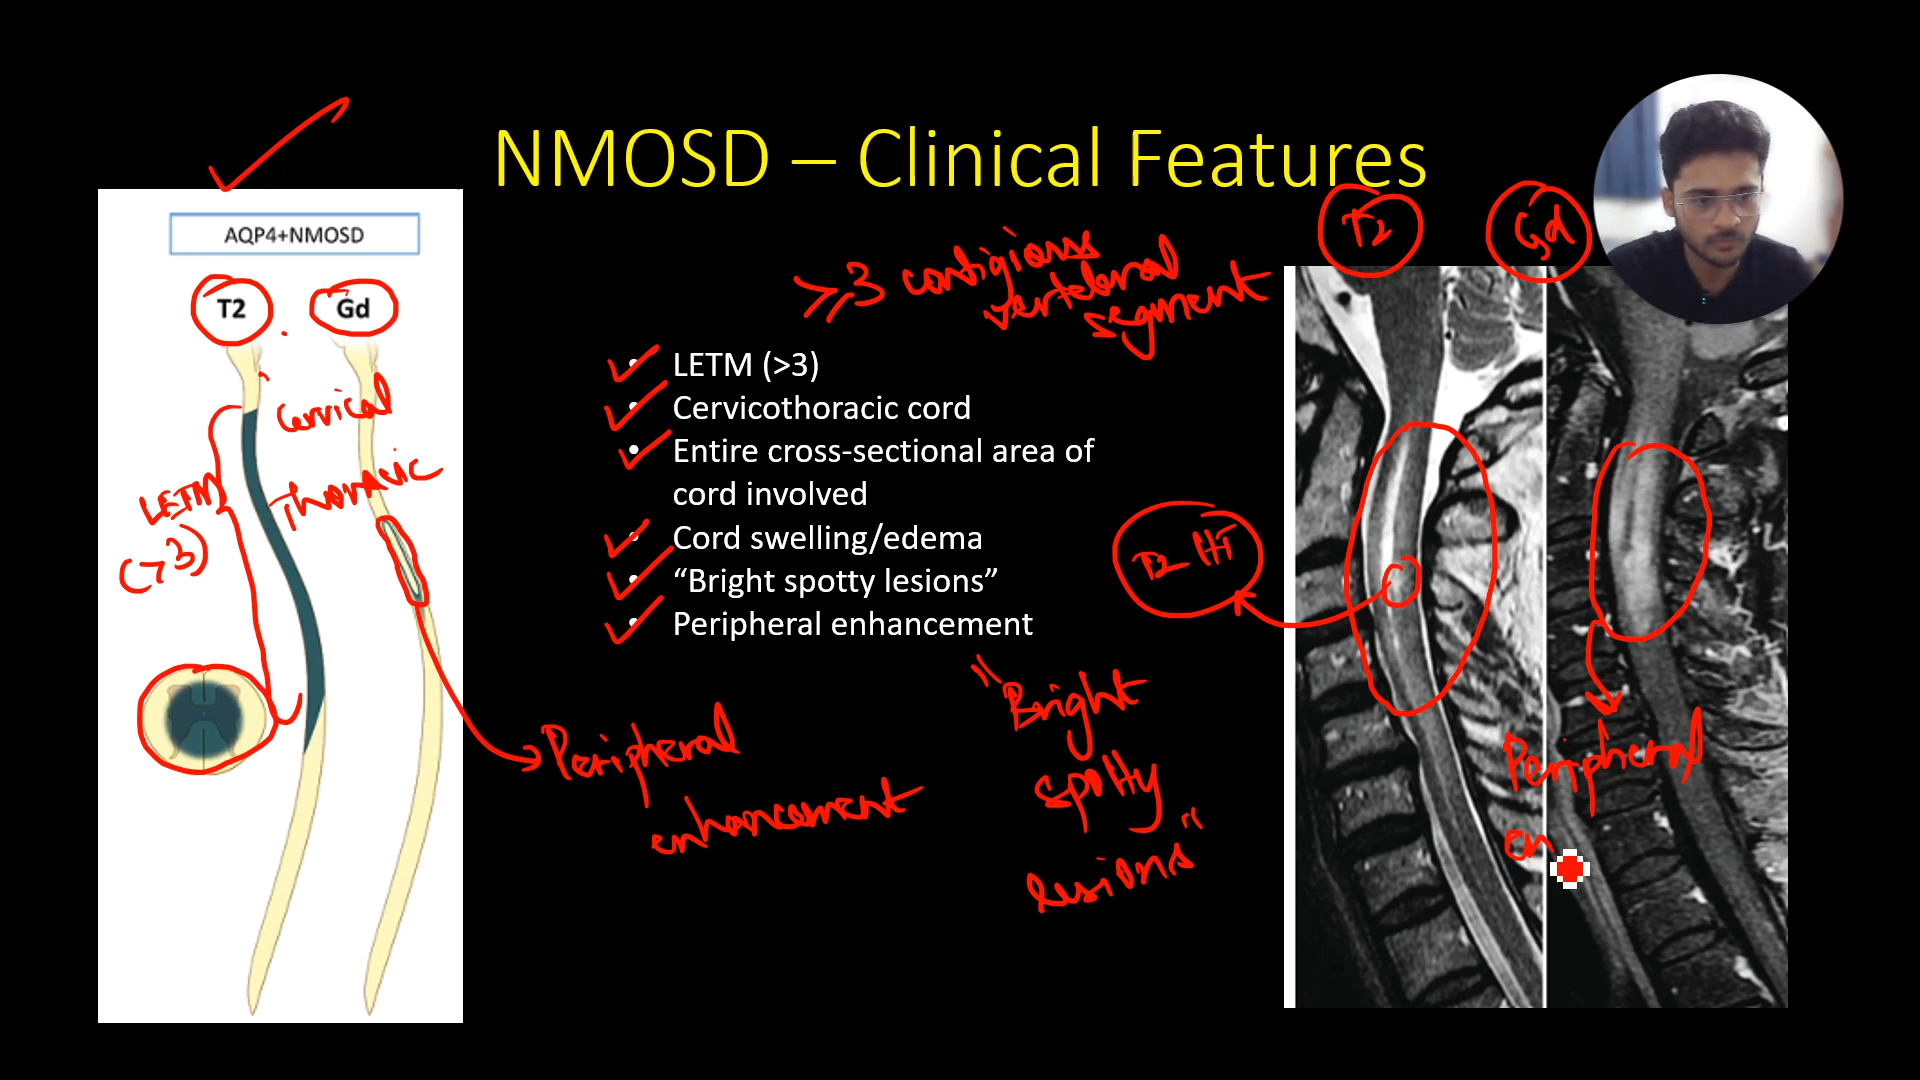 NMOSD – Clinical Features
T2
Gd
AQP4+NMOSD
T2
Gd
⩾3 contigions
vertebral
segment
• LETM (>3)
• Cervicothoracic cord
• Entire cross-sectional area of
cord involved
• Cord swelling/edema
• “Bright spotty lesions”
• Peripheral enhancement
Cervical
Thoracic
LETM
(>3)
T2 HI
Peripheral
enhancement
"Bright
spotty
lesions"
Peripheral
en